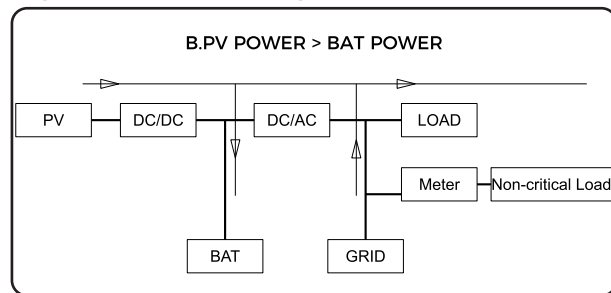 B.PV POWER > BAT POWER
PV
DC/DC
DC/AC
LOAD
Meter
Non-critical Load
BAT
GRID